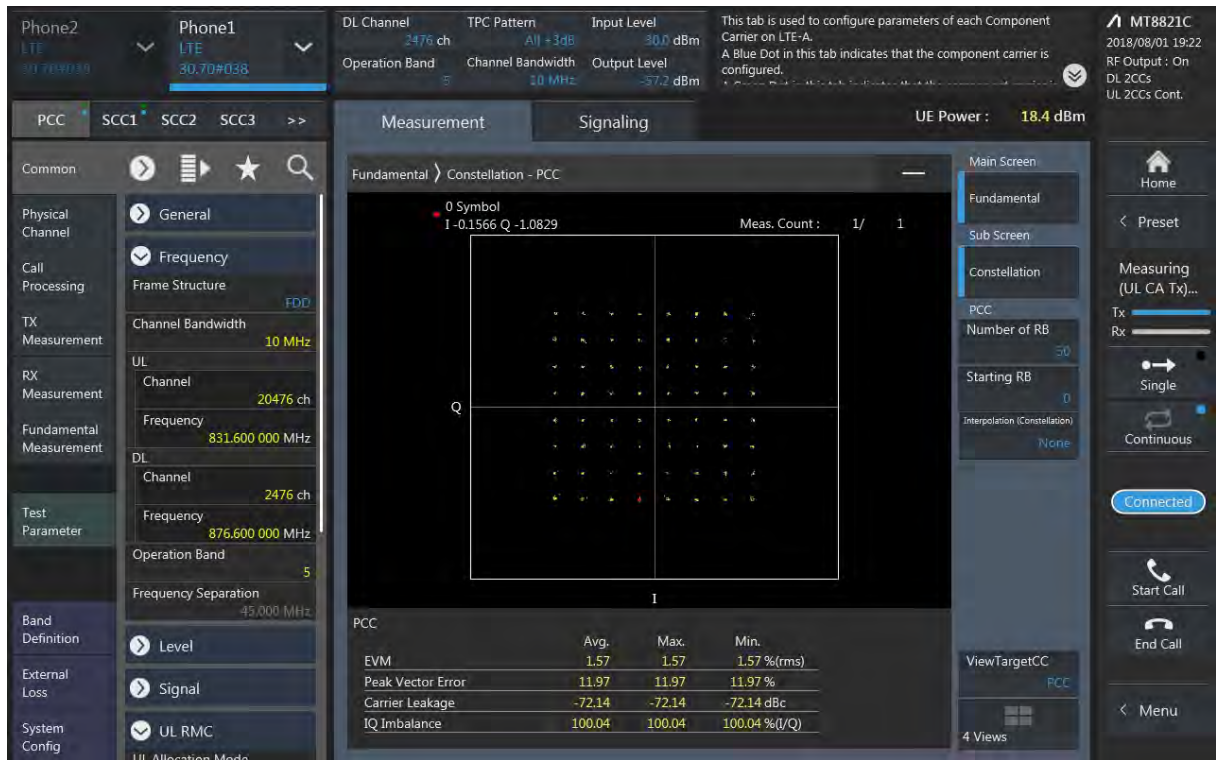 Phone2
LTE
30.70#038
Phone1
LTE
30.70#038
DL Channel
2476 ch
Operation Band
5
TPC Pattern
All +3dB
Channel Bandwidth
10 MHz
Input Level
30.0 dBm
Output Level
-57.2 dBm
This tab is used to configure parameters of each Component
Carrier on LTE-A.
A Blue Dot in this tab indicates that the component carrier is
configured.
MT8821C
2018/08/01 19:22
RF Output : On
DL 2CCs
UL 2CCs Cont.
PCC SCC1 SCC2 SCC3 >>
Measurement
Signaling
UE Power : 18.4 dBm
Common
Physical
Channel
Call
Processing
TX
Measurement
RX
Measurement
Fundamental
Measurement
Test
Parameter
Band
Definition
External
Loss
System
Config
General
Frequency
Frame Structure
FDD
Channel Bandwidth
10 MHz
UL
Channel
20476 ch
Frequency
831.600 000 MHz
DL
Channel
2476 ch
Frequency
876.600 000 MHz
Operation Band
5
Frequency Separation
45.000 MHz
Level
Signal
UL RMC
UL Allocation Mode
Fundamental > Constellation - PCC
0 Symbol
I -0.1566 Q -1.0829
Meas. Count : 1/ 1
Q
I
PCC
Avg. Max. Min.
EVM 1.57 1.57 1.57 %(rms)
Peak Vector Error 11.97 11.97 11.97 %
Carrier Leakage -72.14 -72.14 -72.14 dBc
IQ Imbalance 100.04 100.04 100.04 %(I/Q)
Main Screen
Fundamental
Sub Screen
Constellation
PCC
Number of RB
50
Starting RB
0
Interpolation (Constellation)
None
ViewTargetCC
PCC
4 Views
Home
< Preset
Measuring
(UL CA Tx)...
Tx
Rx
Single
Continuous
Connected
Start Call
End Call
< Menu